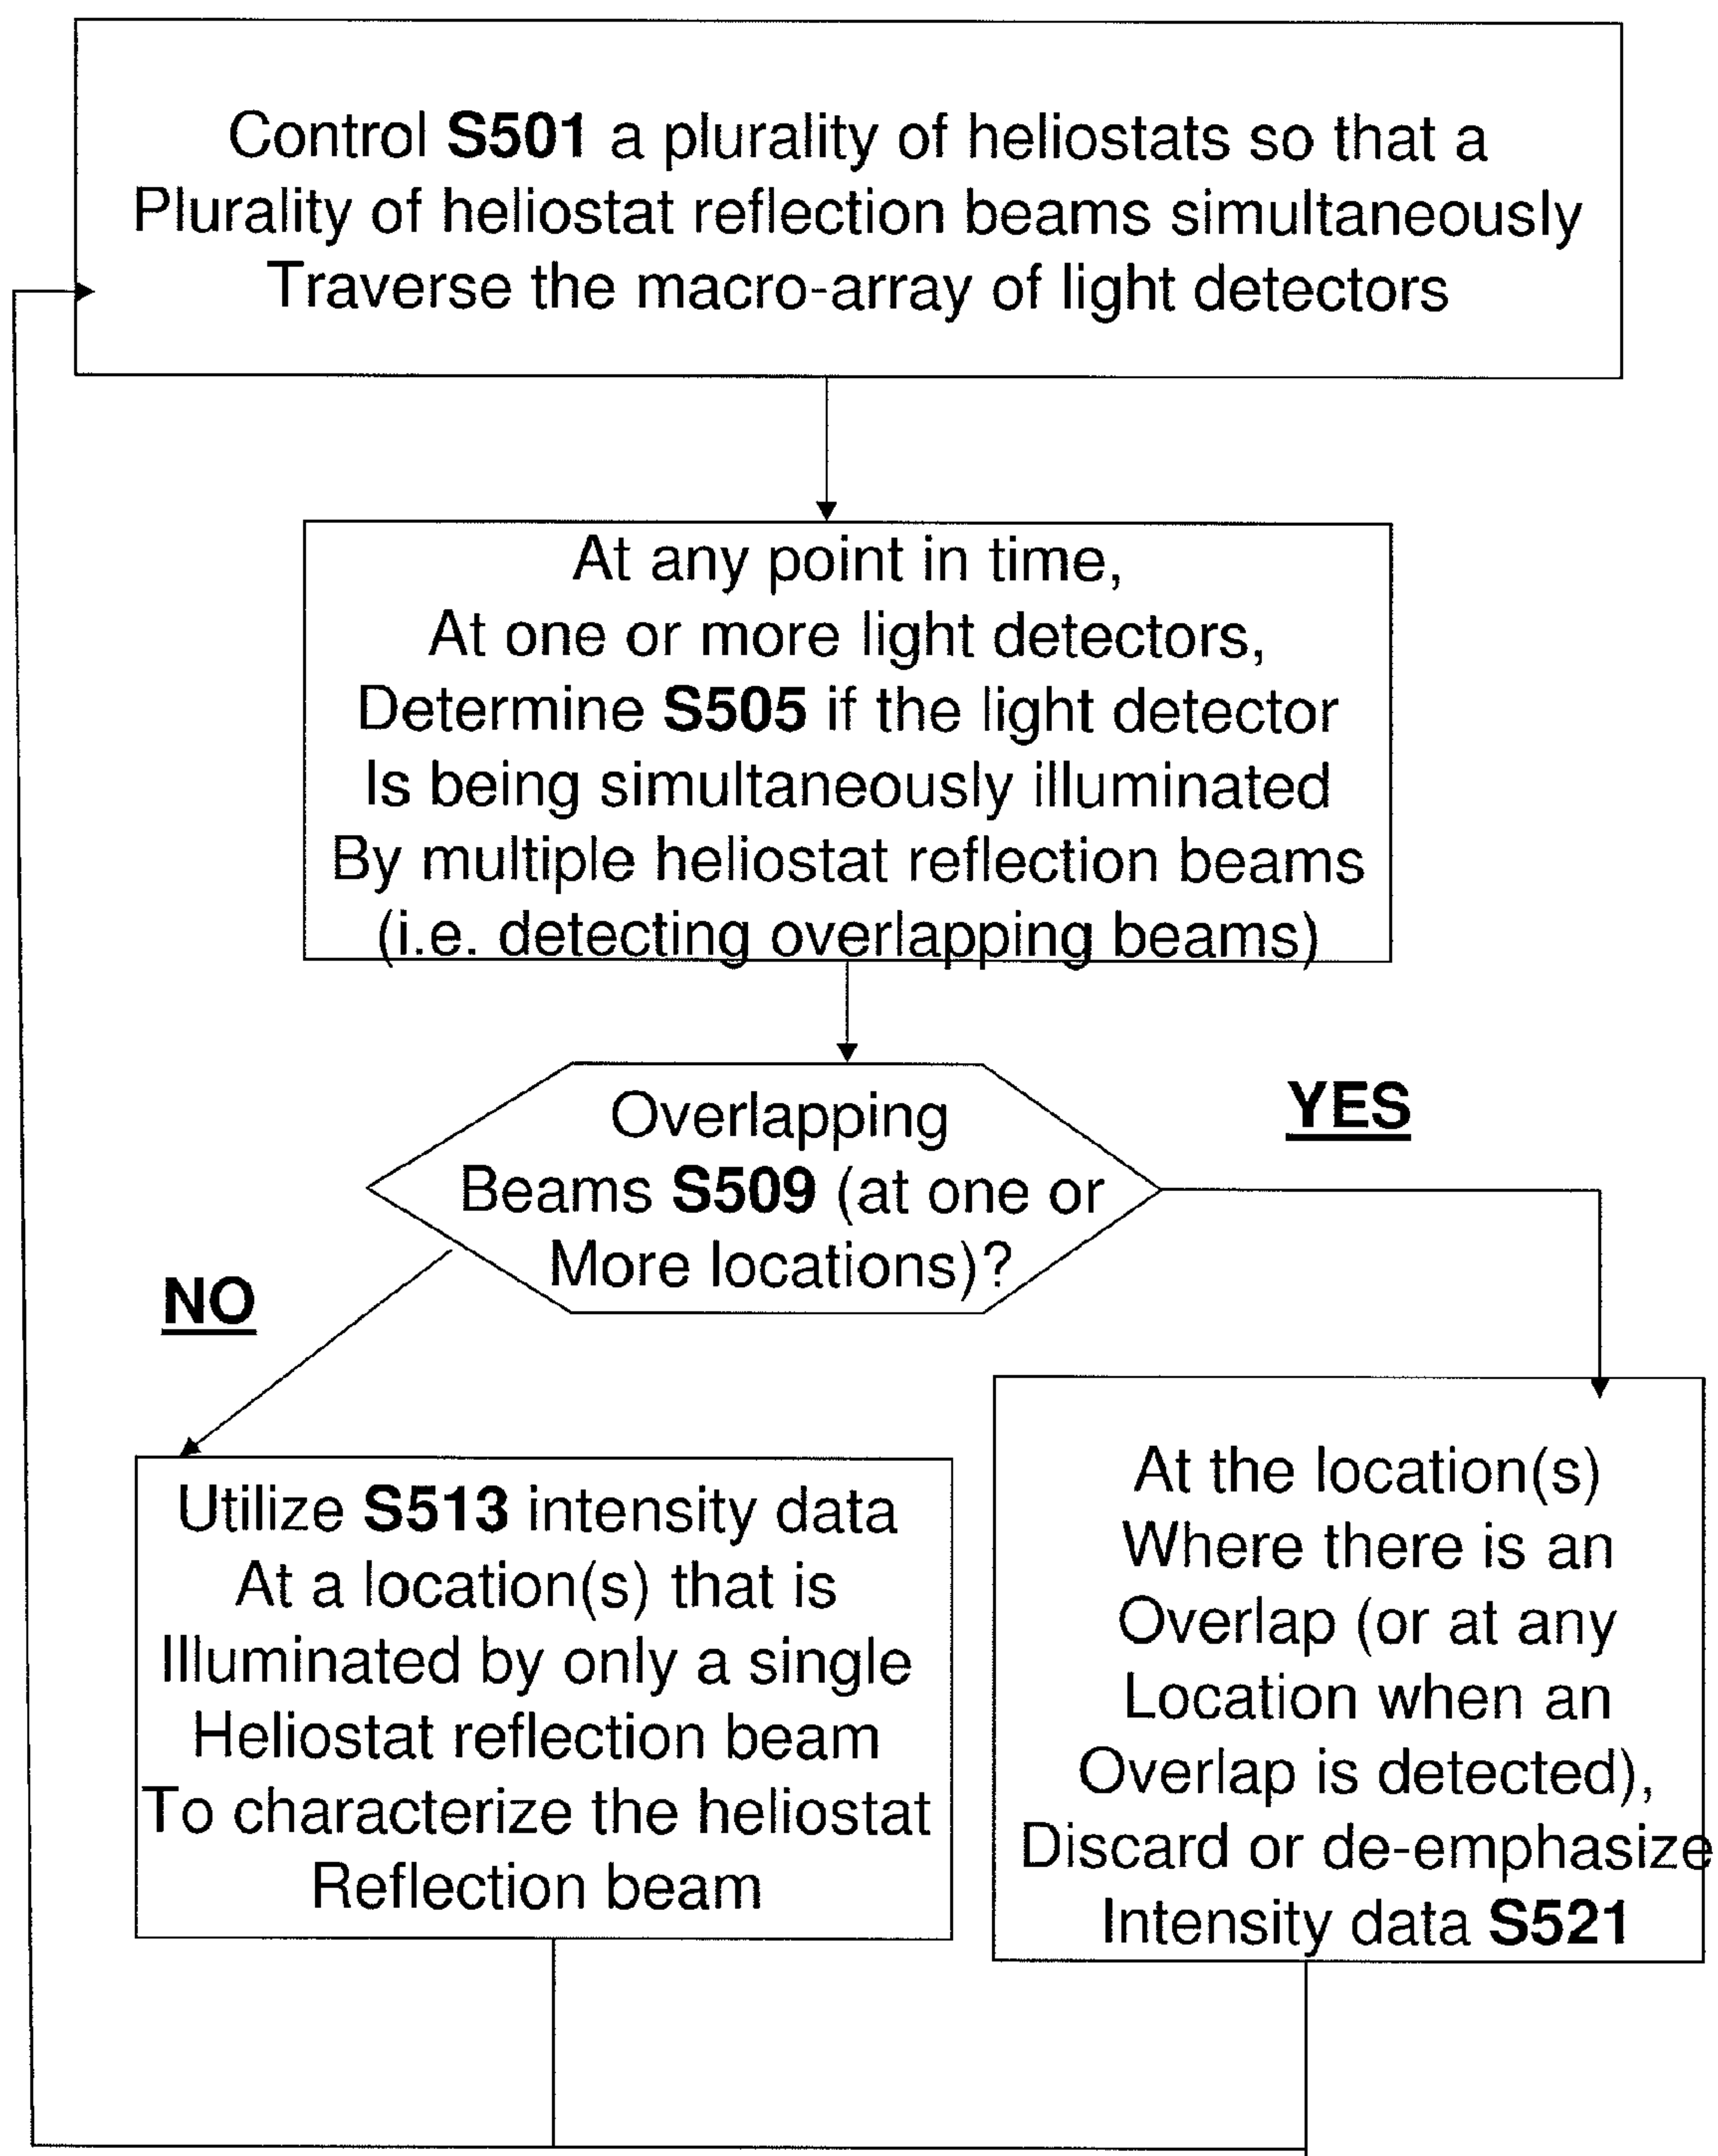 Control S501 a plurality of heliostats so that a
Plurality of heliostat reflection beams simultaneously
Traverse the macro-array of light detectors
At any point in time,
At one or more light detectors,
Determine S505 if the light detector
Is being simultaneously illuminated
By multiple heliostat reflection beams
(i.e. detecting overlapping beams)
Overlapping
Beams S509 (at one or
More locations)?
YES
NO
Utilize S513 intensity data
At a location(s) that is
Illuminated by only a single
Heliostat reflection beam
To characterize the heliostat
Reflection beam
At the location(s)
Where there is an
Overlap (or at any
Location when an
Overlap is detected),
Discard or de-emphasize
Intensity data S521